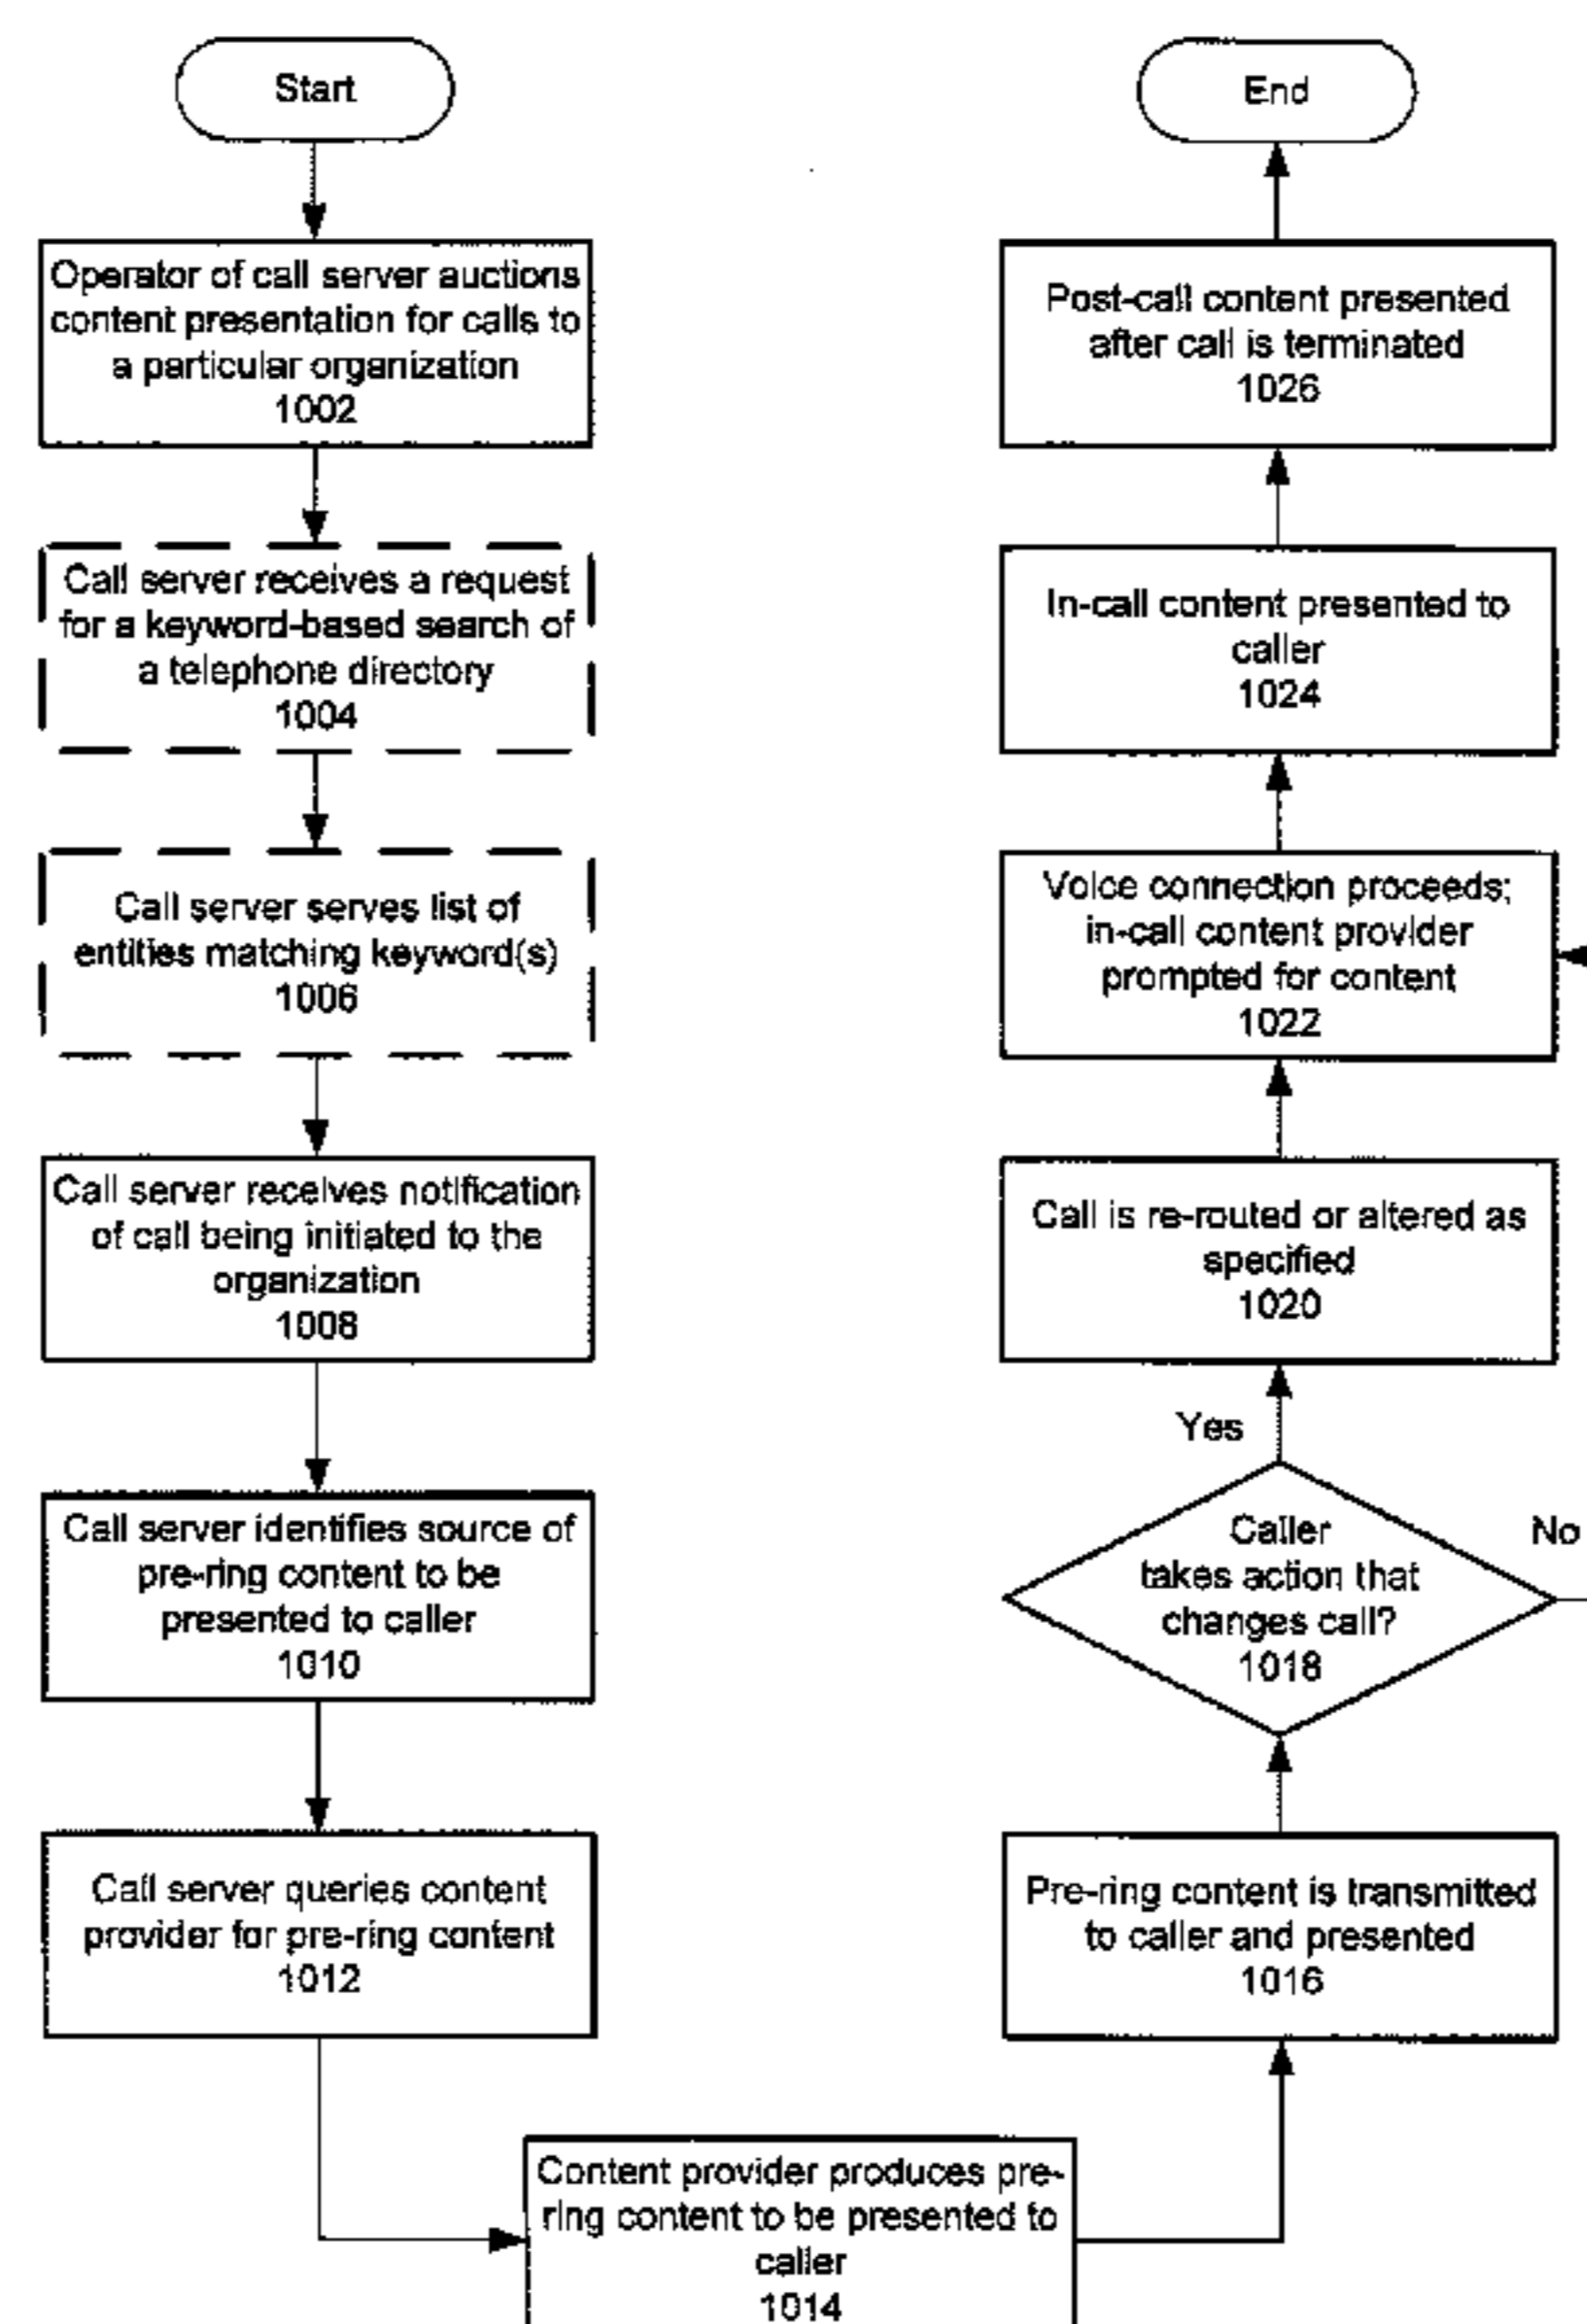 Start
Operator of call server auctions
content presentation for calls to
a particular organization
1002
Call server receives a request
for a keyword-based search of
a telephone directory
1004
Call server serves list of
entities matching keyword(s)
1006
Call server receives notification
of call being initiated to the
organization
1008
Call server identifies source of
pre-ring content to be
presented to caller
1010
Call server queries content
provider for pre-ring content
1012
Content provider produces pre-
ring content to be presented to
caller
1014
Pre-ring content is transmitted
to caller and presented
1016
Caller
takes action that
changes call?
1018
Yes
No
Call is re-routed or altered as
specified
1020
Voice connection proceeds;
in-call content provider
prompted for content
1022
In-call content presented to
caller
1024
Post-call content presented
after call is terminated
1026
End